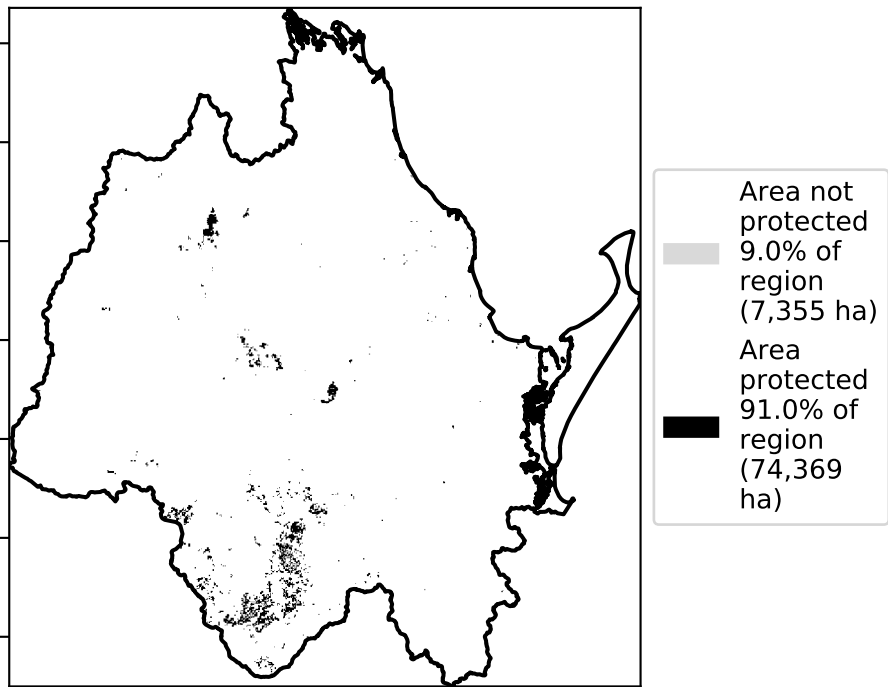 Area not
protected
9.0% of
region
(7,355 ha)
Area
protected
91.0% of
region
(74,369
ha)